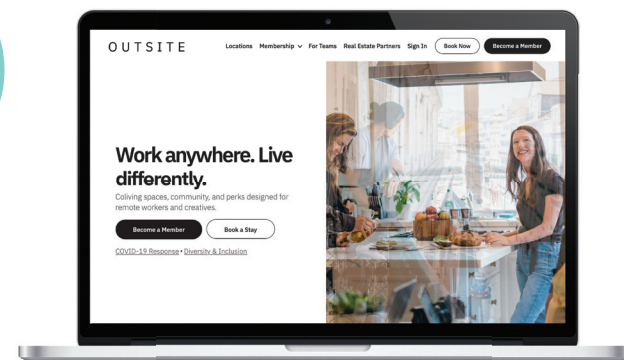 OUTSITE
Locations Membership For Teams Real Estate Partners Sign In Book Now Become a Member
Work anywhere. Live
differently.
Coliving spaces, community, and perks designed for
remote workers and creatives.
Become a Member Book a Stay
COVID-19 Response • Diversity & Inclusion